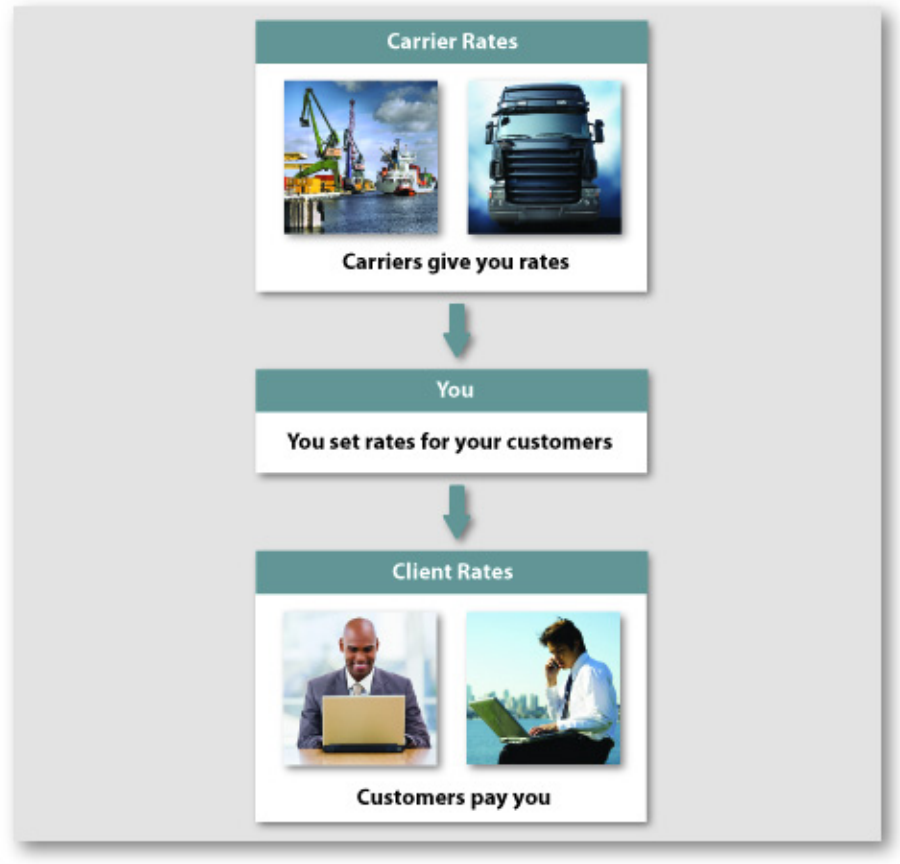 Carrier Rates
Carriers give you rates
You
You set rates for your customers
Client Rates
Customers pay you